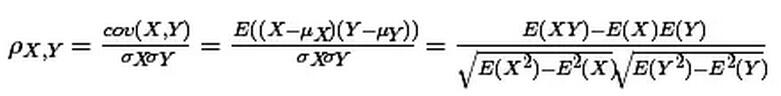 ρX,Y = cov(X,Y)/σXσY = E((X−μX)(Y−μY))/σXσY = E(XY)−E(X)E(Y)/√E(X²)−E²(X)√E(Y²)−E²(Y)